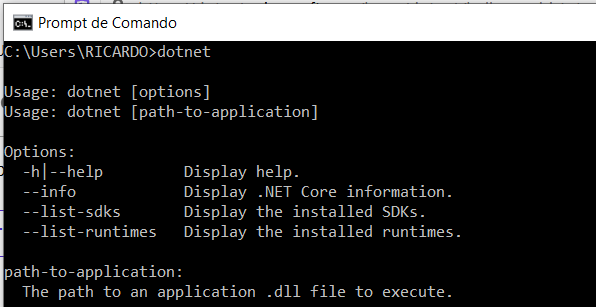 Prompt de Comando
C:\Users\RICARDO>dotnet
Usage: dotnet [options]
Usage: dotnet [path-to-application]
Options:
-h|--help Display help.
--info Display .NET Core information.
--list-sdks Display the installed SDKs.
--list-runtimes Display the installed runtimes.
path-to-application:
The path to an application .dll file to execute.